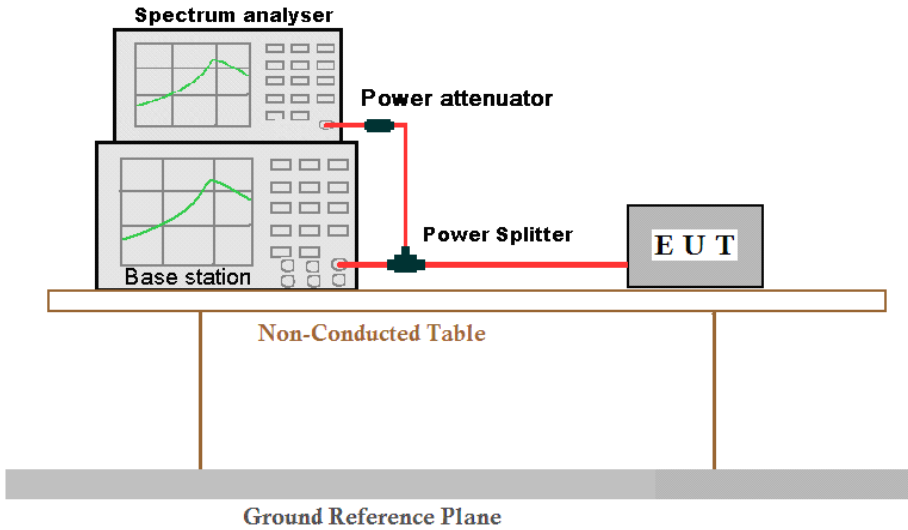 Spectrum analyser
Power attenuator
Power Splitter
E U T
Base station
Non-Conducted Table
Ground Reference Plane